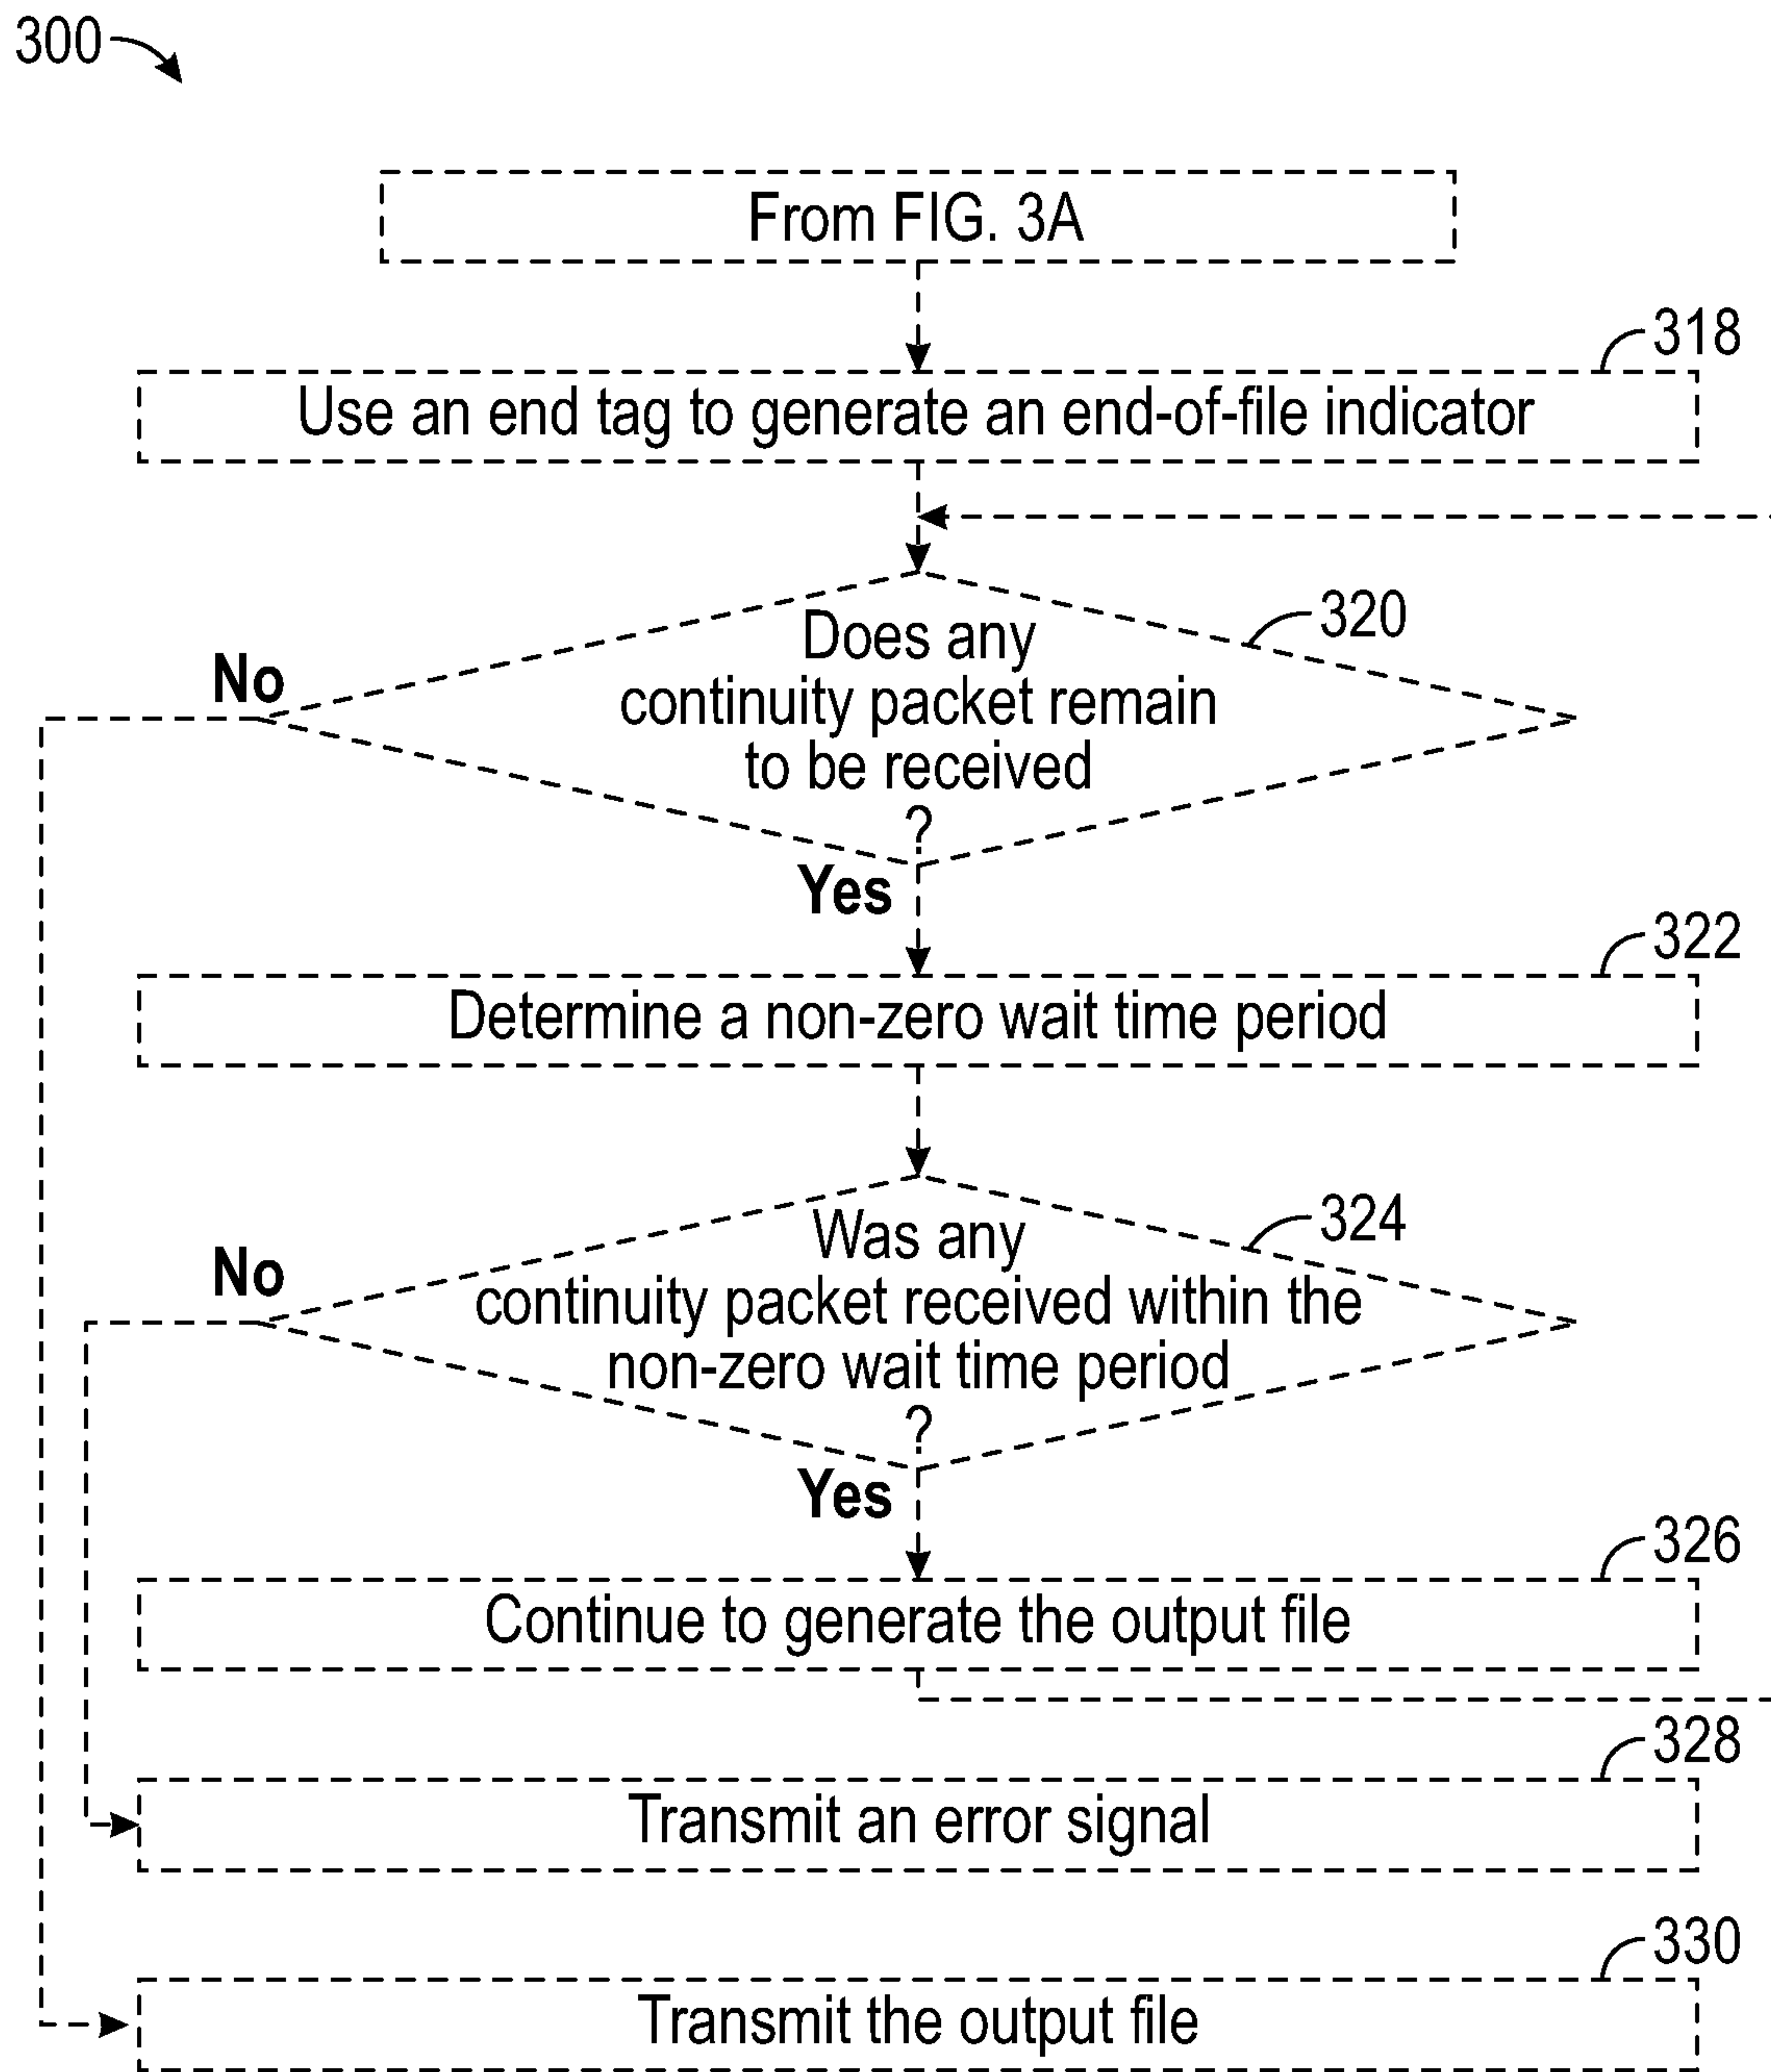 300
From FIG. 3A
318
Use an end tag to generate an end-of-file indicator
320
Does any
continuity packet remain
to be received
?
No
Yes
322
Determine a non-zero wait time period
324
Was any
continuity packet received within the
non-zero wait time period
?
No
Yes
326
Continue to generate the output file
328
Transmit an error signal
330
Transmit the output file